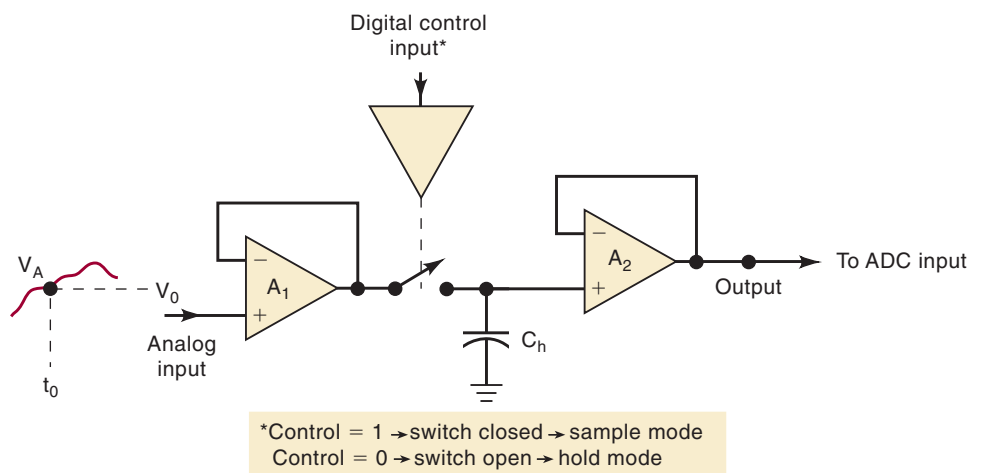 Digital control
input*
V_A
V_0
t_0
Analog
input
−
+
A_1
C_h
−
+
A_2
Output
To ADC input
*Control = 1 → switch closed → sample mode
Control = 0 → switch open → hold mode